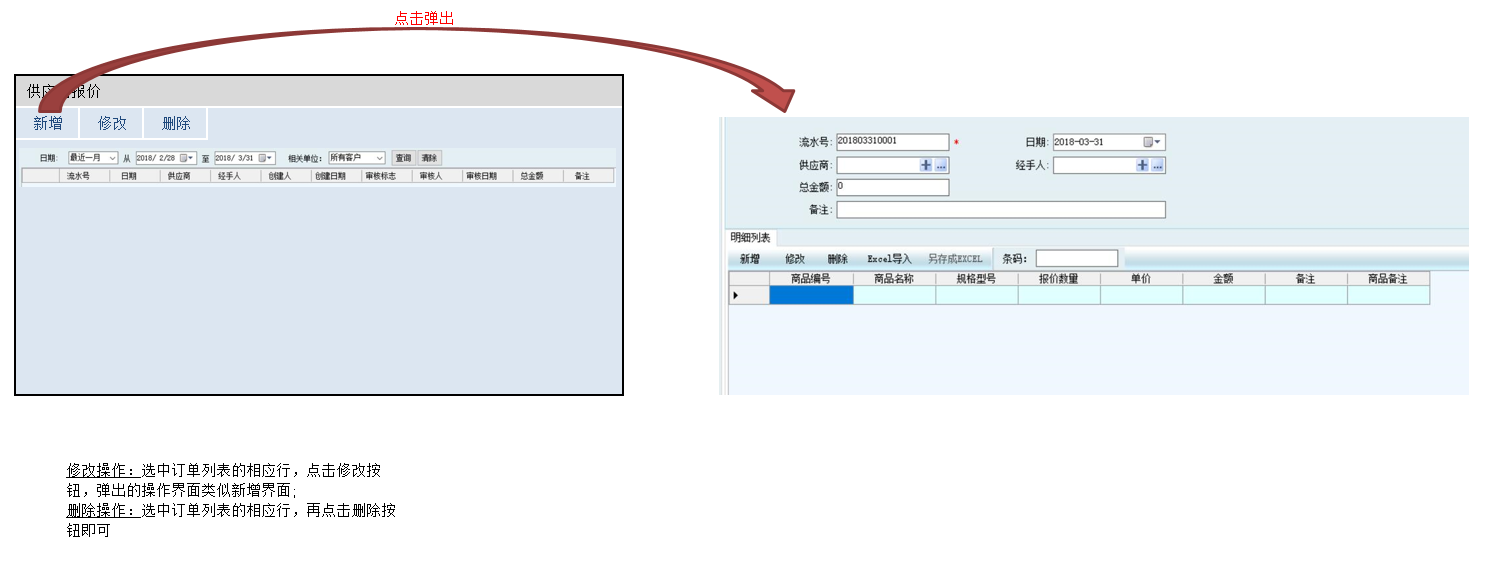 点击弹出
供应商报价
新增 修改 删除
日期: 最近一月 从 2018/ 2/28 至 2018/ 3/31 相关单位: 所有客户 查询 清除
流水号 日期 供应商 经手人 创建人 创建日期 审核标志 审核人 审核日期 总金额 备注
流水号: 201803310001 * 日期: 2018-03-31
供应商: 经手人:
总金额: 0
备注:
明细列表
新增 修改 删除 Excel导入 另存成EXCEL 条码:
商品编号 商品名称 规格型号 报价数量 单价 金额 备注 商品备注
修改操作：选中订单列表的相应行，点击修改按
钮，弹出的操作界面类似新增界面；
删除操作：选中订单列表的相应行，再点击删除按
钮即可